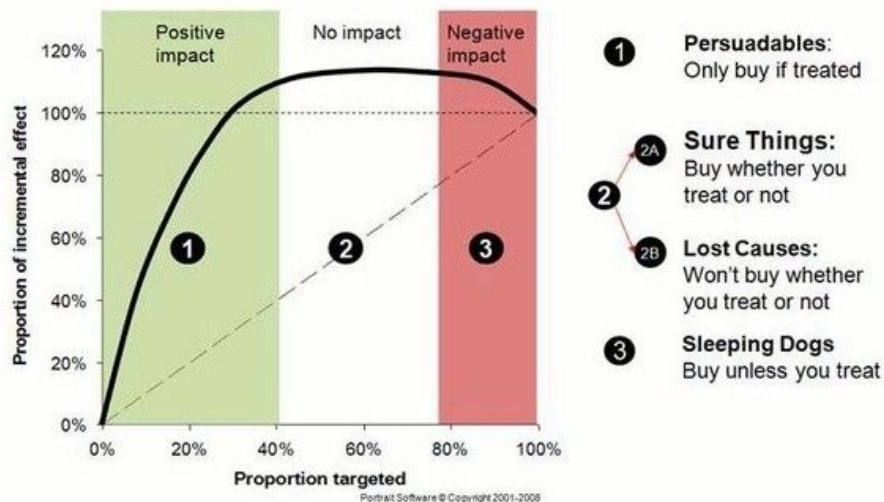 Positive
impact
No impact
Negative
impact
120%
100%
80%
60%
40%
20%
0%
Proportion of incremental effect
1
2
3
0%
20%
40%
60%
80%
100%
Proportion targeted
Portrait Software © Copyright 2001-2008
1
Persuadables:
Only buy if treated
2
2A
Sure Things:
Buy whether you
treat or not
2B
Lost Causes:
Won't buy whether
you treat or not
3
Sleeping Dogs
Buy unless you treat